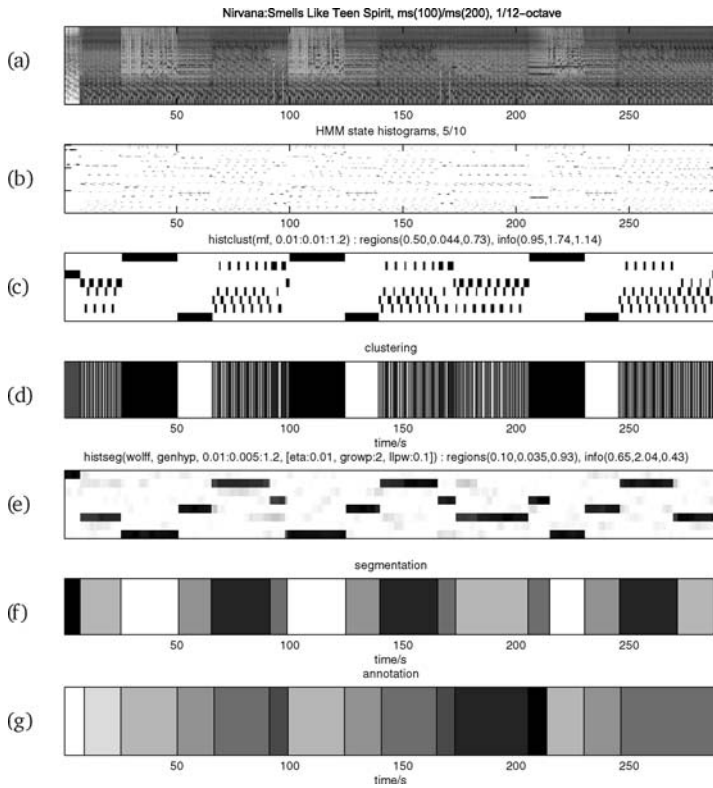 Nirvana:Smells Like Teen Spirit, ms(100)/ms(200), 1/12-octave
(a)
50 100 150 200 250
HMM state histograms, 5/10
(b)
50 100 150 200 250
histclust(mf, 0.01:0.01:1.2) : regions(0.50,0.044,0.73), info(0.95,1.74,1.14)
(c)
clustering
(d)
50 100 150 200 250
time/s
histseg(wolff, genhyp, 0.01:0.005:1.2, [eta:0.01, growp:2, llpw:0.1]) : regions(0.10,0.035,0.93), info(0.65,2.04,0.43)
(e)
segmentation
(f)
50 100 150 200 250
time/s
annotation
(g)
50 100 150 200 250
time/s